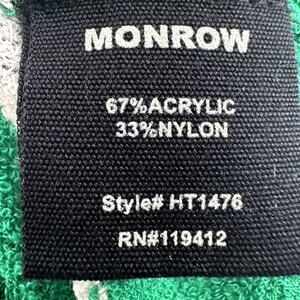 MONROW
67%ACRYLIC
33%NYLON
Style# HT1476
RN#119412